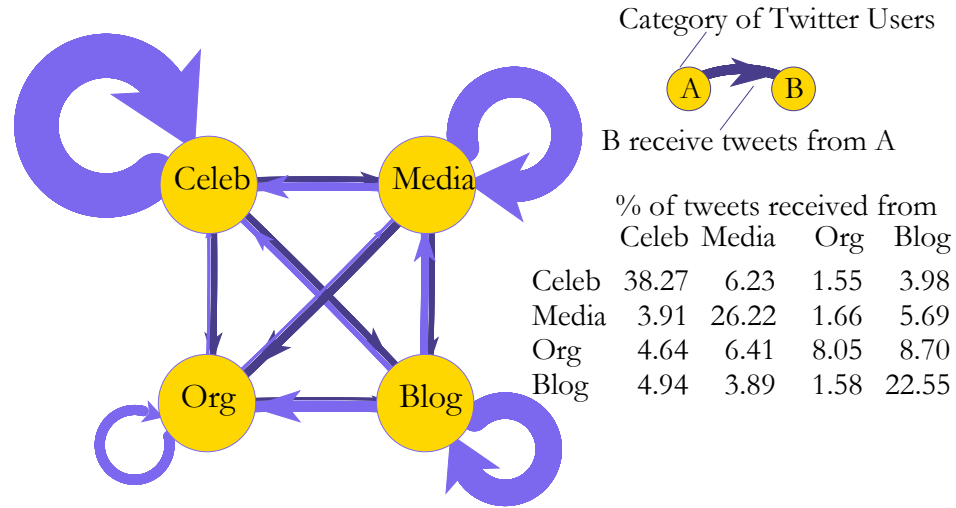 Category of Twitter Users
A
B
B receive tweets from A
Celeb
Media
Org
Blog
% of tweets received from
Celeb Media Org Blog
Celeb 38.27 6.23 1.55 3.98
Media 3.91 26.22 1.66 5.69
Org 4.64 6.41 8.05 8.70
Blog 4.94 3.89 1.58 22.55